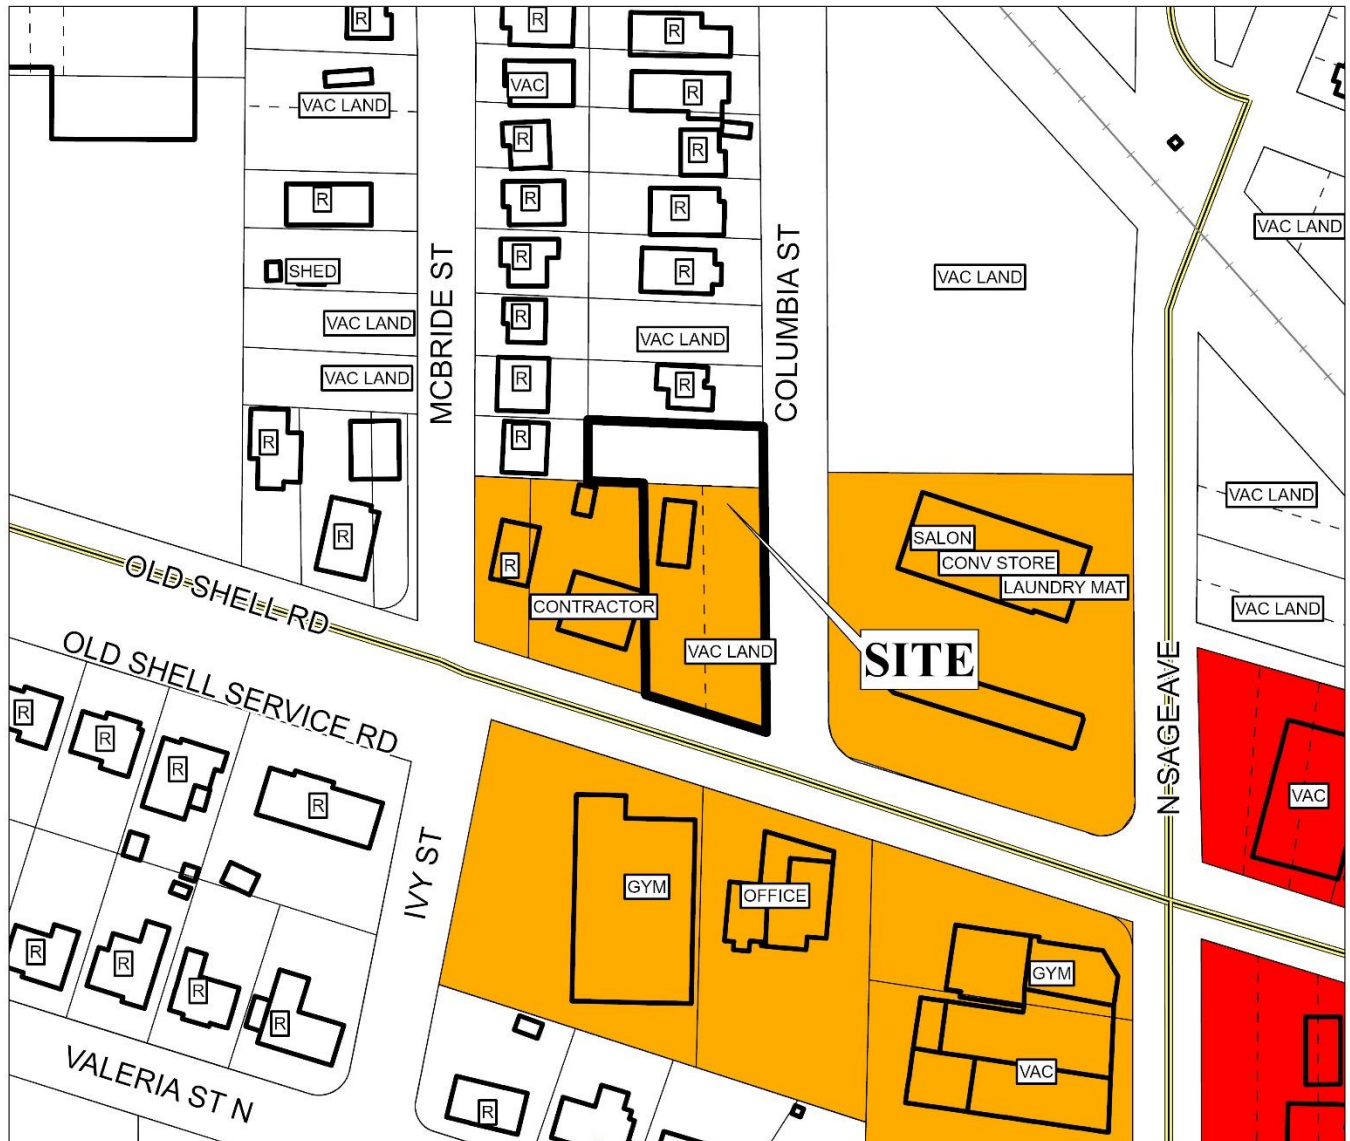 R
R
R
VAC
R
VAC LAND
R
R
R
R
R
VAC LAND
R
SHED
R
R
VAC LAND
R
VAC LAND
VAC LAND
VAC LAND
R
R
R
R
MCBRIDE ST
COLUMBIA ST
VAC LAND
VAC LAND
SALON
CONV STORE
LAUNDRY MAT
R
R
CONTRACTOR
VAC LAND
SITE
OLD SHELL RD
OLD SHELL SERVICE RD
N SAGE AVE
R
R
R
R
VAC
IVY ST
GYM
OFFICE
R
R
R
R
GYM
VAC
VALERIA ST N
R